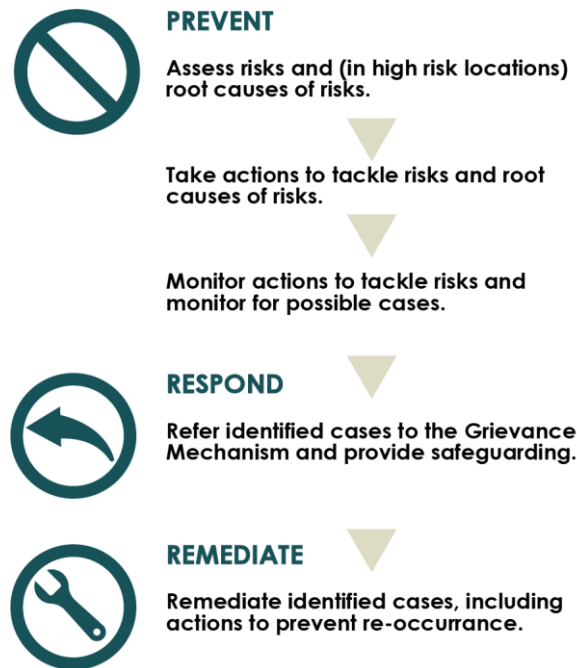 PREVENT
Assess risks and (in high risk locations)
root causes of risks.
Take actions to tackle risks and root
causes of risks.
Monitor actions to tackle risks and
monitor for possible cases.
RESPOND
Refer identified cases to the Grievance
Mechanism and provide safeguarding.
REMEDIATE
Remediate identified cases, including
actions to prevent re-occurrance.